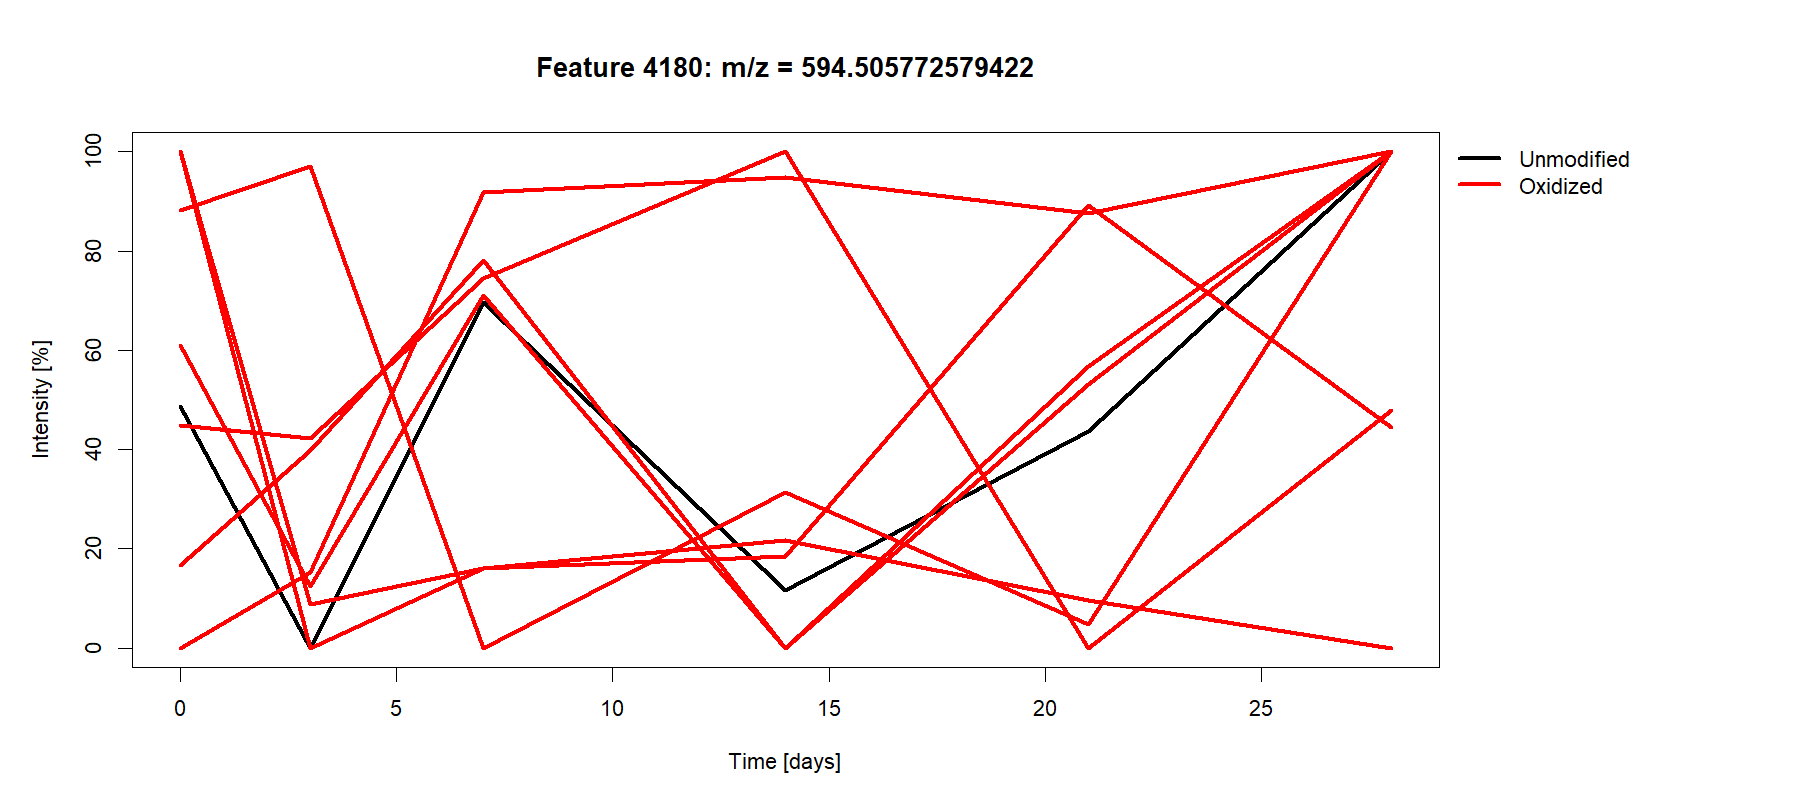 Feature 4180: m/z = 594.505772579422
Unmodified
Oxidized
Intensity [%]
100
80
60
40
20
0
0 5 10 15 20 25
Time [days]